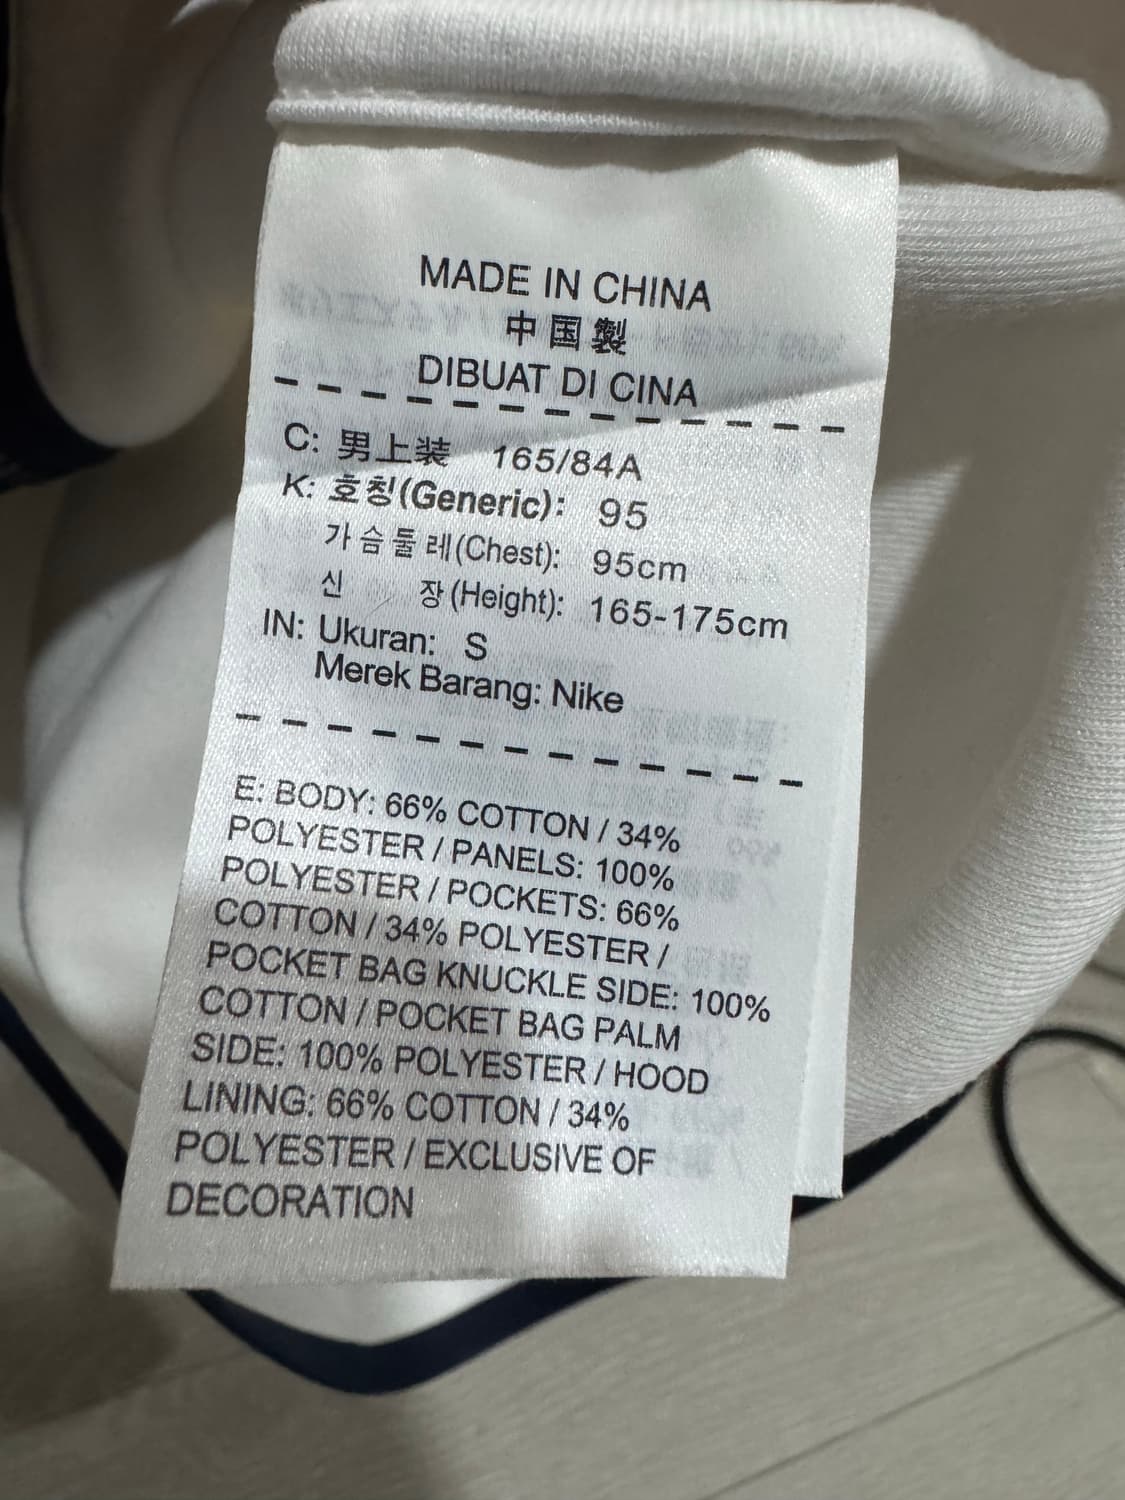 MADE IN CHINA
中国製
DIBUAT DI CINA
C: 男上装 165/84A
K: 호칭(Generic): 95
가슴둘레(Chest): 95cm
신 장(Height): 165-175cm
IN: Ukuran: S
Merek Barang: Nike
E: BODY: 66% COTTON / 34%
POLYESTER / PANELS: 100%
POLYESTER / POCKETS: 66%
COTTON / 34% POLYESTER /
POCKET BAG KNUCKLE SIDE: 100%
COTTON / POCKET BAG PALM
SIDE: 100% POLYESTER / HOOD
LINING: 66% COTTON / 34%
POLYESTER / EXCLUSIVE OF
DECORATION